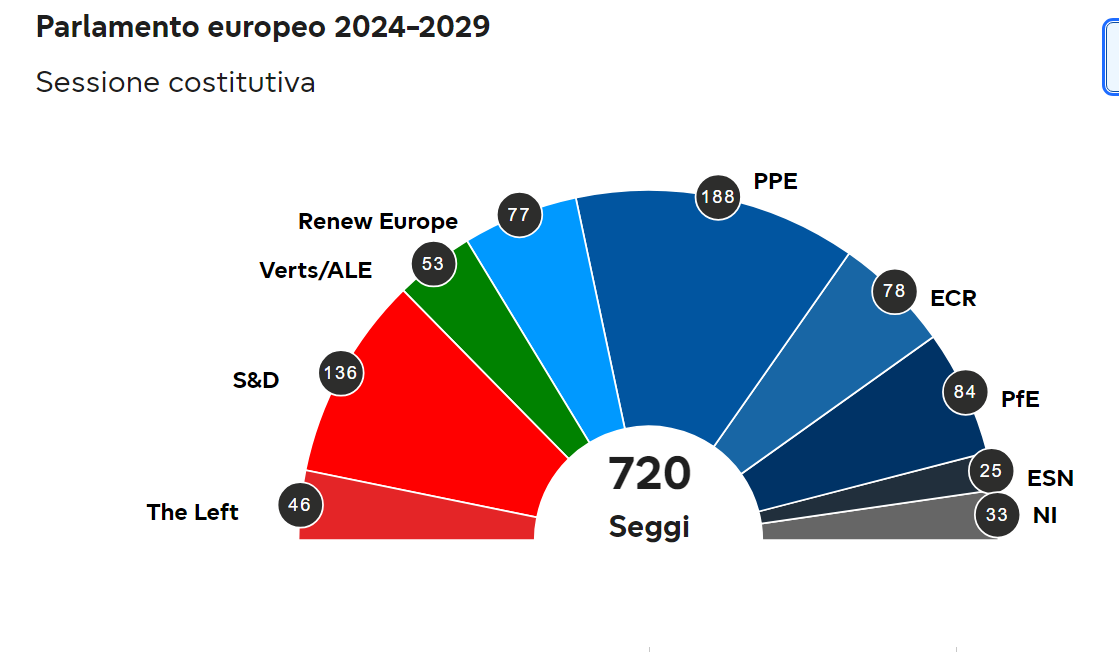 Parlamento europeo 2024–2029
Sessione costitutiva
PPE
188
77
Renew Europe
53
Verts/ALE
78
ECR
136
S&D
84
PfE
720
Seggi
25
ESN
46
The Left
33
NI